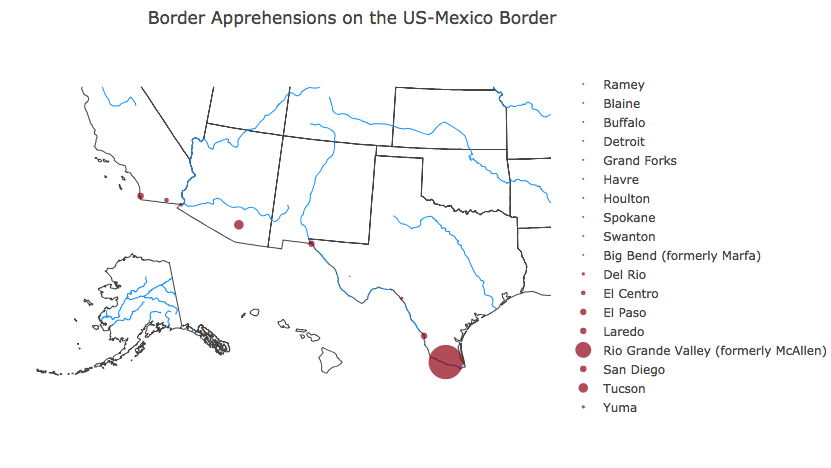 Border Apprehensions on the US-Mexico Border
Ramey
Blaine
Buffalo
Detroit
Grand Forks
Havre
Houlton
Spokane
Swanton
Big Bend (formerly Marfa)
Del Rio
El Centro
El Paso
Laredo
Rio Grande Valley (formerly McAllen)
San Diego
Tucson
Yuma